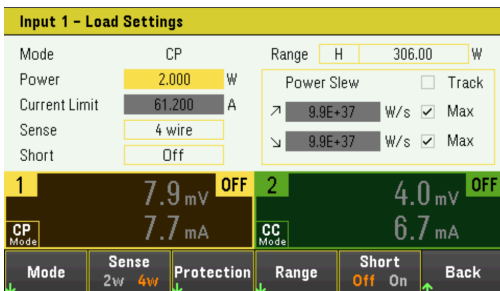 Input 1 – Load Settings
Mode CP Range H 306.00 W
Power 2.000 W Power Slew Track
Current Limit 61.200 A 9.9E+37 W/s Max
Sense 4 wire 9.9E+37 W/s Max
Short Off
1 7.9 mV OFF 2 4.0 mV OFF
CP Mode 7.7 mA CC Mode 6.7 mA
Mode Sense 2w 4w Protection Range Short Off On Back